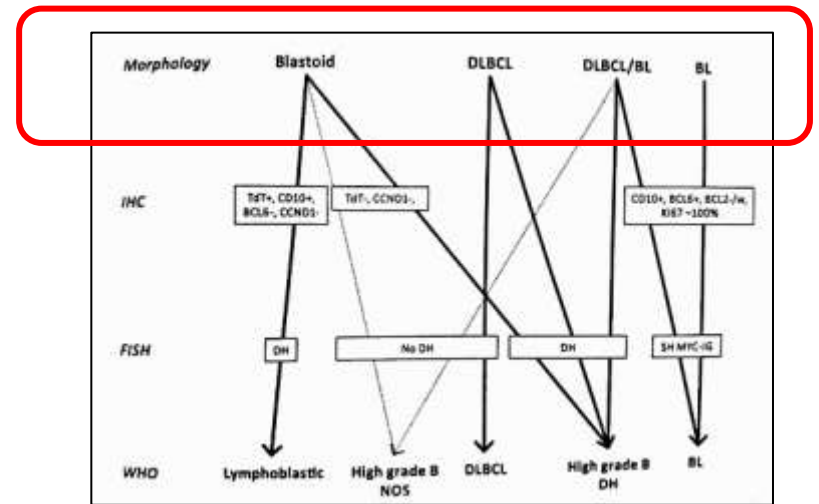 Morphology Blastoid DLBCL DLBCL/BL BL
IHC
TdT+, CD10+,
BCL6-, CCND1-
TdT-, CCND1-,
CD10+, BCL6+, BCL2-/w,
Ki67 ~100%
FISH DH No DH DH SH MYC-IG
WHO Lymphoblastic High grade B
NOS
DLBCL
High grade B
DH
BL